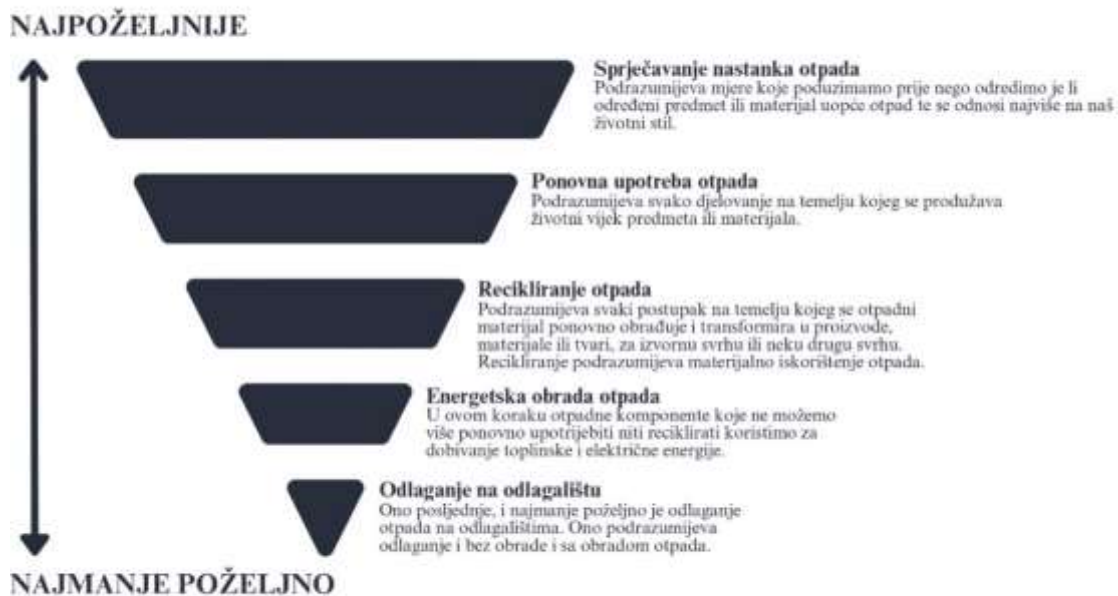 NAJPOŽELJNIJE
Sprječavanje nastanka otpada
Podrazumijeva mjere koje poduzimamo prije nego odredimo je li
određeni predmet ili materijal uopće otpad te se odnosi najviše na naš
životni stil.
Ponovna upotreba otpada
Podrazumijeva svako djelovanje na temelju kojeg se produžava
životni vijek predmeta ili materijala.
Recikliranje otpada
Podrazumijeva svaki postupak na temelju kojeg se otpadni
materijal ponovno obrađuje i transformira u proizvode,
materijale ili tvari, za izvornu svrhu ili neku drugu svrhu.
Recikliranje podrazumijeva materijalno iskorištenje otpada.
Energetska obrada otpada
U ovom koraku otpadne komponente koje ne možemo
više ponovno upotrijebiti niti reciklirati koristimo za
dobivanje toplinske i električne energije.
Odlaganje na odlagalištu
Ono posljednje, i najmanje poželjno je odlaganje
otpada na odlagalištima. Ono podrazumijeva
odlaganje i bez obrade i sa obradom otpada.
NAJMANJE POŽELJNO